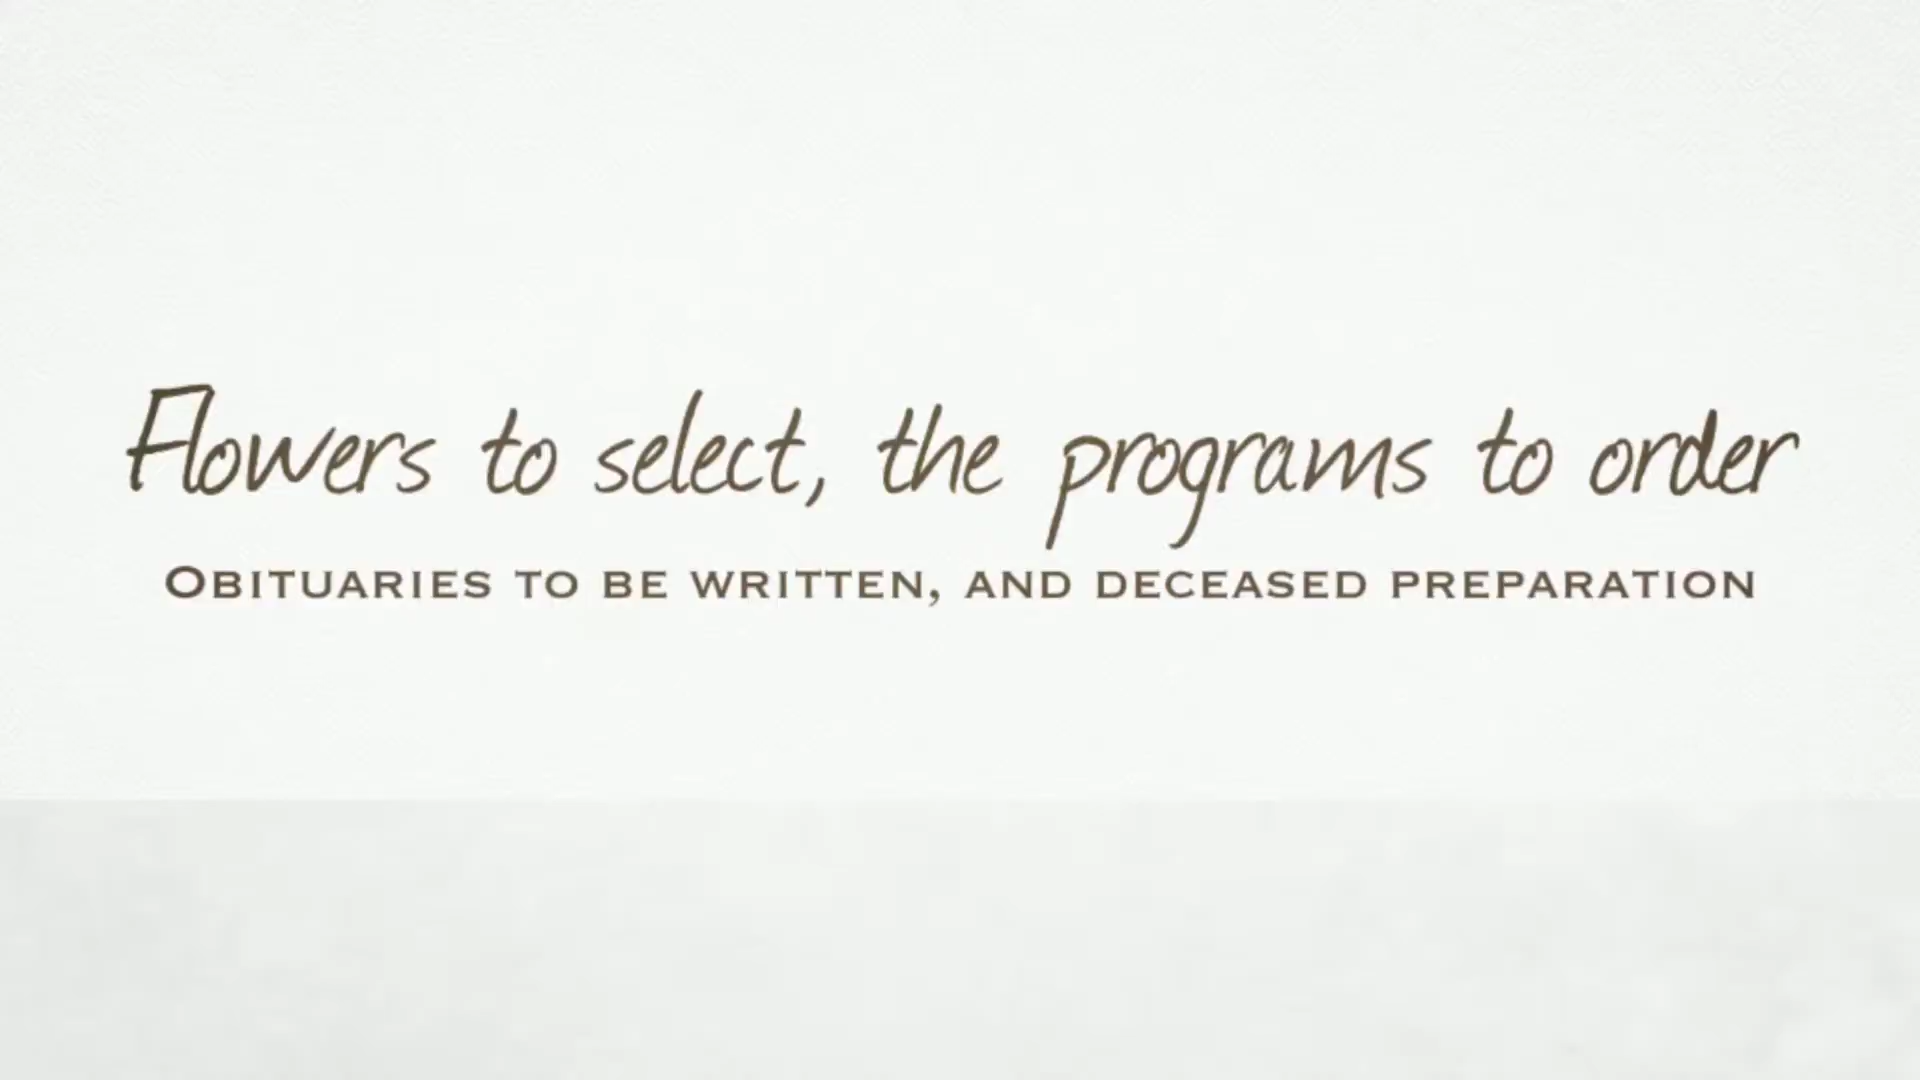 Flowers to select, the programs to order
Obituaries to be written, and deceased preparation